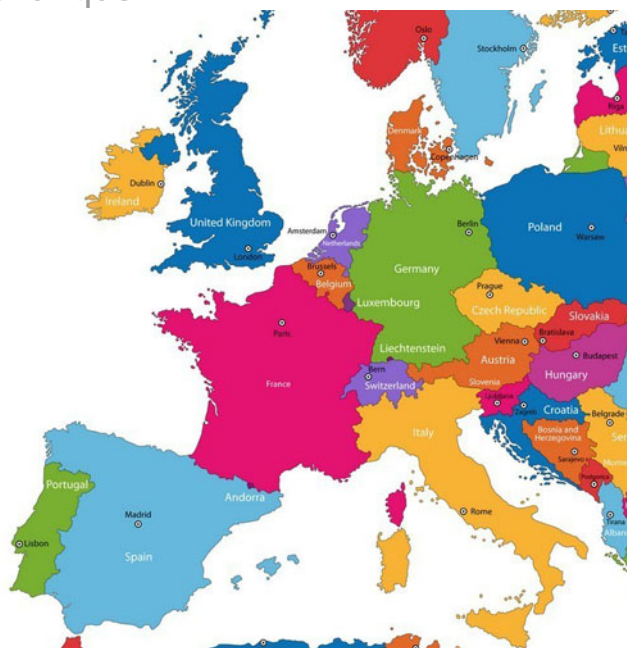 Oslo
Stockholm
Riga
Denmark
Copenhagen
Dublin
Ireland
United Kingdom
London
Amsterdam
Netherlands
Berlin
Poland
Warsaw
Germany
Brussels
Belgium
Luxembourg
Prague
Czech Republic
Slovakia
Bratislava
Vienna
Paris
Liechtenstein
Austria
Budapest
Hungary
Bern
Switzerland
Slovenia
Ljubljana
France
Zagreb
Croatia
Belgrade
Italy
Bosnia and
Herzegovina
Sarajevo
Podgorica
Portugal
Andorra
Madrid
Rome
Tirana
Lisbon
Spain